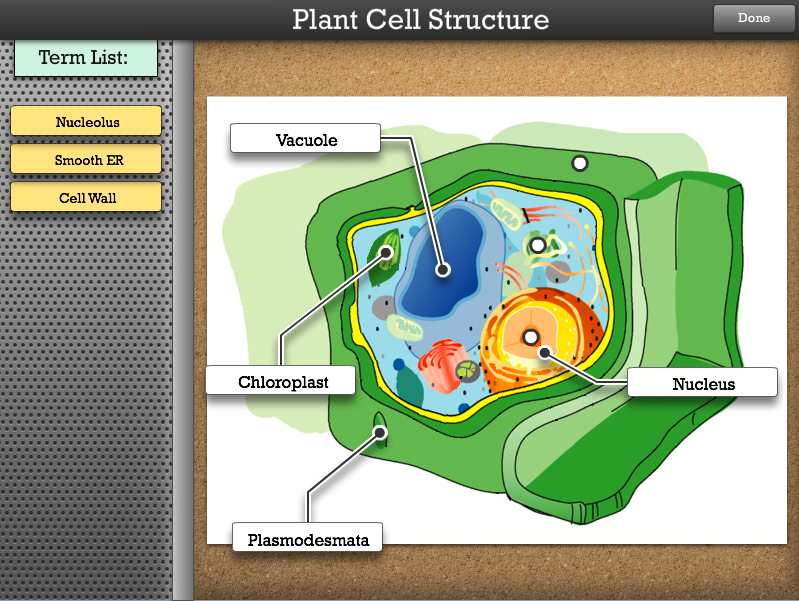 Plant Cell Structure
Done
Term List:
Nucleolus
Smooth ER
Cell Wall
Vacuole
Chloroplast
Nucleus
Plasmodesmata